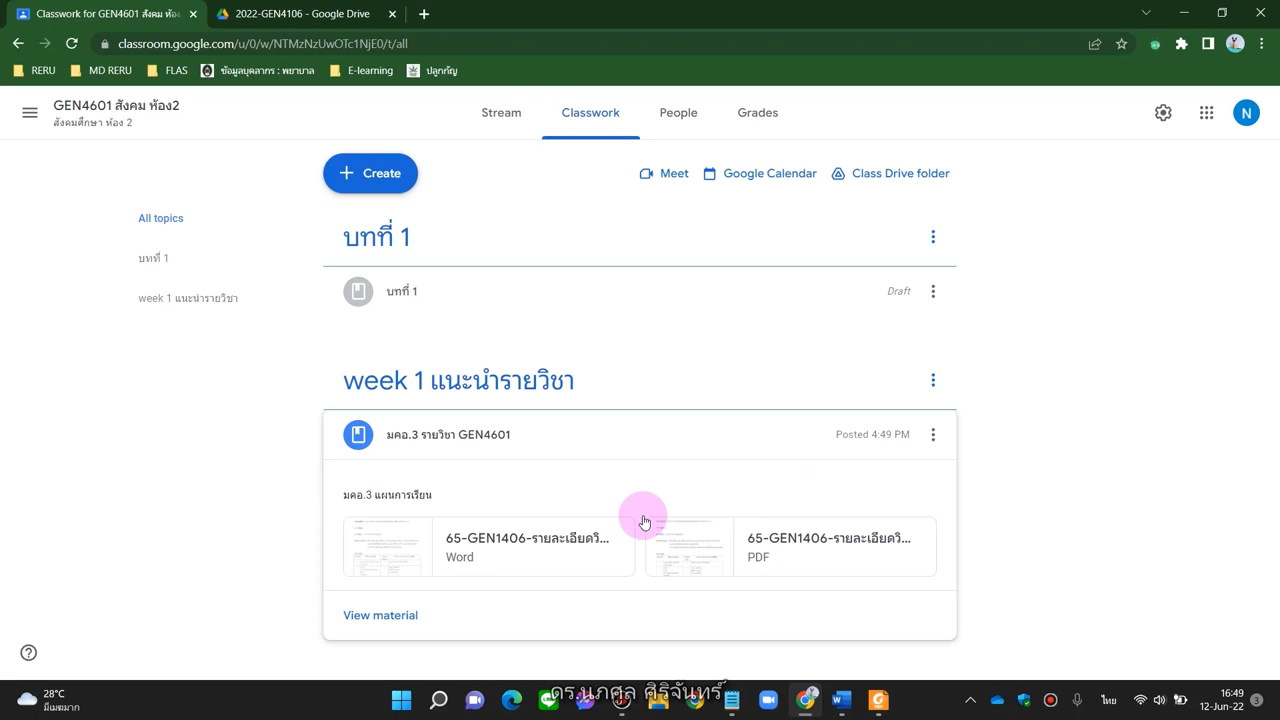 Classwork for GEN4601 สังคม ห้อง
2022-GEN4106 - Google Drive
classroom.google.com/u/0/w/NTMzNzUwOTc1NjE0/t/all
RERU
MD RERU
FLAS
ข้อมูลบุคลากร : พยาบาล
E-learning
ปลูกกัญ
GEN4601 สังคม ห้อง2
สังคมศึกษา ห้อง 2
Stream
Classwork
People
Grades
N
Create
Meet
Google Calendar
Class Drive folder
All topics
บทที่ 1
week 1 แนะนำรายวิชา
บทที่ 1
บทที่ 1
Draft
week 1 แนะนำรายวิชา
มคอ.3 รายวิชา GEN4601
Posted 4:49 PM
มคอ.3 แผนการเรียน
65-GEN1406-รายละเอียดวิ...
Word
65-GEN1406-รายละเอียดวิ...
PDF
View material
28°C
มีเมฆมาก
ดร.นภศูล ศิริจันทร์
ไทย
16:49
12-Jun-22
3